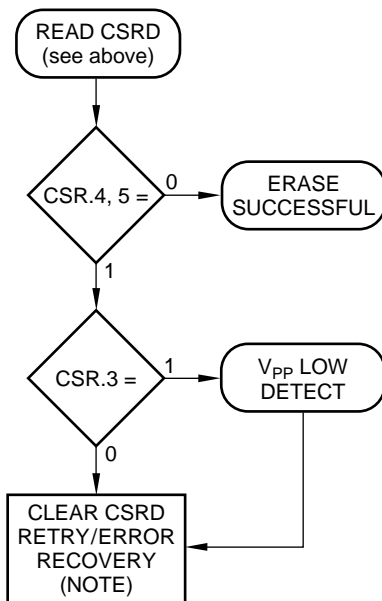 READ CSRD
(see above)
CSR.4, 5 =
0
ERASE
SUCCESSFUL
1
CSR.3 =
1
VPP LOW
DETECT
0
CLEAR CSRD
RETRY/ERROR
RECOVERY
(NOTE)